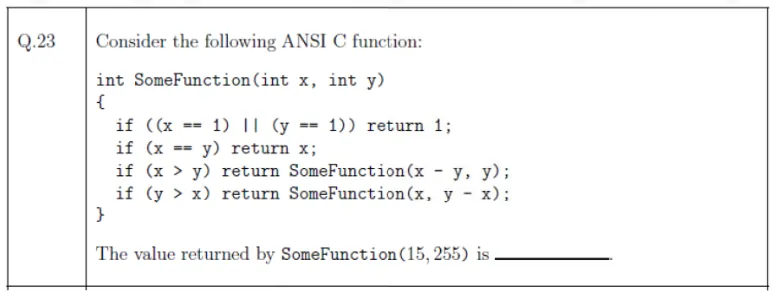 Q.23 Consider the following ANSI C function:
int SomeFunction(int x, int y)
{
if ((x == 1) || (y == 1)) return 1;
if (x == y) return x;
if (x > y) return SomeFunction(x - y, y);
if (y > x) return SomeFunction(x, y - x);
}
The value returned by SomeFunction(15, 255) is ________.